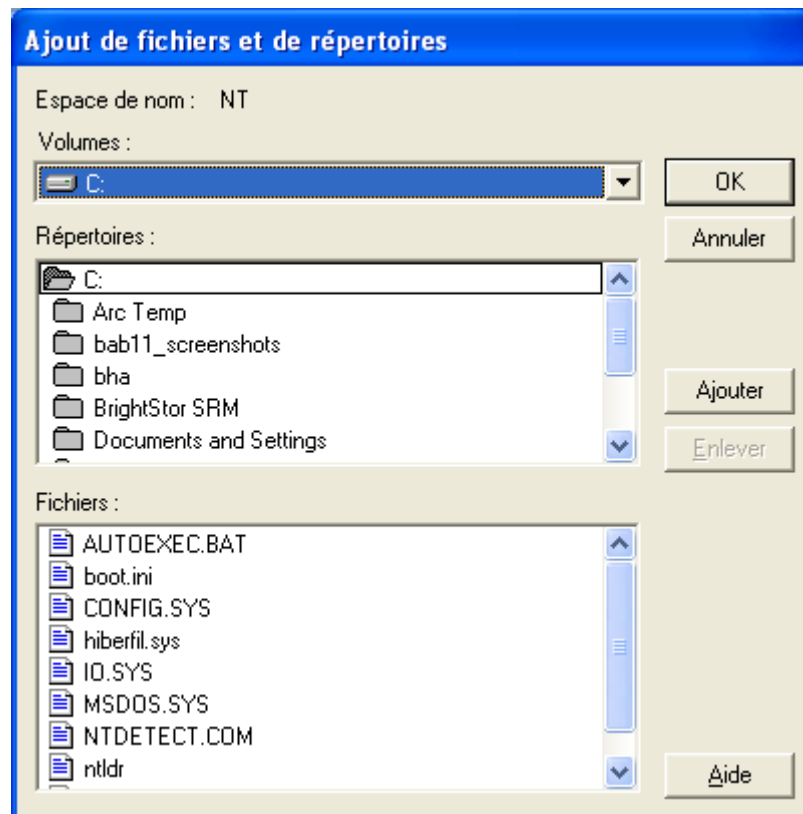 Ajout de fichiers et de répertoires
Espace de nom : NT
Volumes :
C:
OK
Répertoires :
Annuler
C:
Arc Temp
bab11_screenshots
bha
BrightStor SRM
Documents and Settings
Ajouter
Enlever
Fichiers :
AUTOEXEC.BAT
boot.ini
CONFIG.SYS
hiberfil.sys
IO.SYS
MSDOS.SYS
NTDETECT.COM
ntldr
Aide